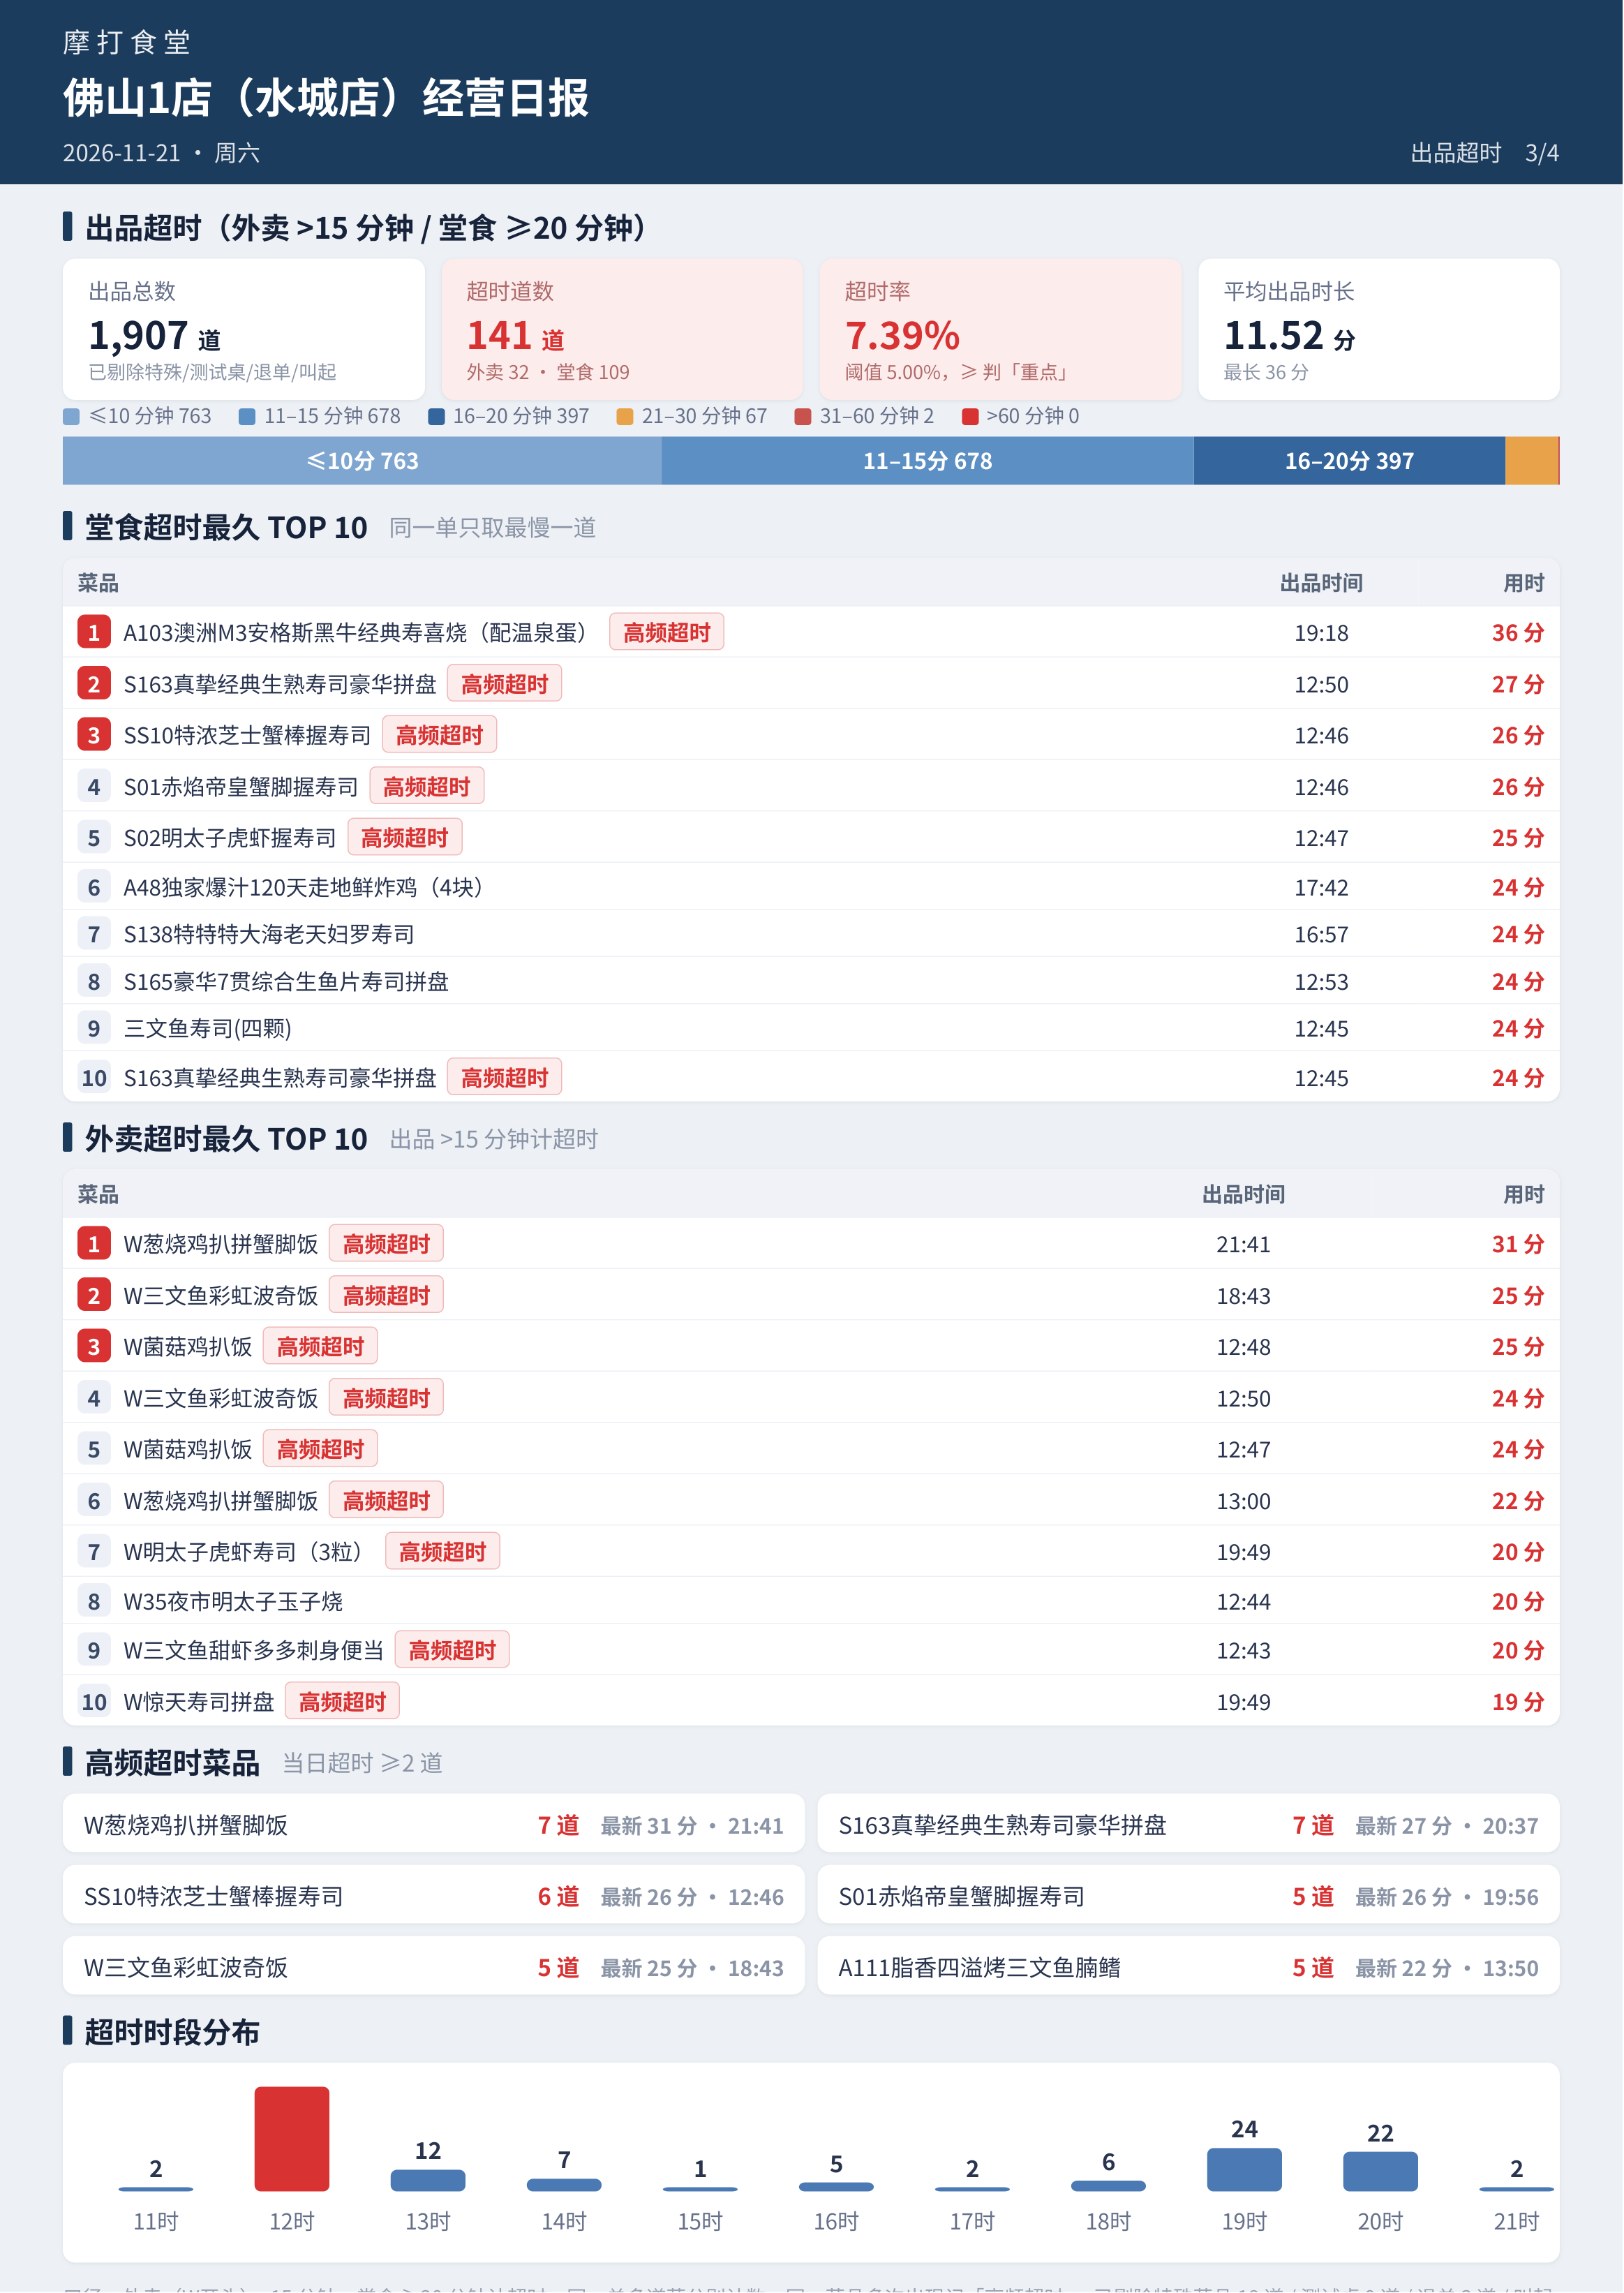 摩打食堂
佛山1店（水城店）经营日报
2026-11-21 · 周六
出品超时 3/4
出品超时（外卖 >15 分钟 / 堂食 ≥20 分钟）
出品总数
1,907 道
已剔除特殊/测试桌/退单/叫起
超时道数
141 道
外卖 32 · 堂食 109
超时率
7.39%
阈值 5.00%，≥ 判「重点」
平均出品时长
11.52 分
最长 36 分
≤10 分钟 763 11–15 分钟 678 16–20 分钟 397 21–30 分钟 67 31–60 分钟 2 >60 分钟 0
≤10分 763 11–15分 678 16–20分 397
堂食超时最久 TOP 10 同一单只取最慢一道
菜品 出品时间 用时
1 A103澳洲M3安格斯黑牛经典寿喜烧（配温泉蛋） 高频超时 19:18 36 分
2 S163真挚经典生熟寿司豪华拼盘 高频超时 12:50 27 分
3 SS10特浓芝士蟹棒握寿司 高频超时 12:46 26 分
4 S01赤焰帝皇蟹脚握寿司 高频超时 12:46 26 分
5 S02明太子虎虾握寿司 高频超时 12:47 25 分
6 A48独家爆汁120天走地鲜炸鸡（4块） 17:42 24 分
7 S138特特特大海老天妇罗寿司 16:57 24 分
8 S165豪华7贯综合生鱼片寿司拼盘 12:53 24 分
9 三文鱼寿司(四颗) 12:45 24 分
10 S163真挚经典生熟寿司豪华拼盘 高频超时 12:45 24 分
外卖超时最久 TOP 10 出品 >15 分钟计超时
菜品 出品时间 用时
1 W葱烧鸡扒拼蟹脚饭 高频超时 21:41 31 分
2 W三文鱼彩虹波奇饭 高频超时 18:43 25 分
3 W菌菇鸡扒饭 高频超时 12:48 25 分
4 W三文鱼彩虹波奇饭 高频超时 12:50 24 分
5 W菌菇鸡扒饭 高频超时 12:47 24 分
6 W葱烧鸡扒拼蟹脚饭 高频超时 13:00 22 分
7 W明太子虎虾寿司（3粒） 高频超时 19:49 20 分
8 W35夜市明太子玉子烧 12:44 20 分
9 W三文鱼甜虾多多刺身便当 高频超时 12:43 20 分
10 W惊天寿司拼盘 高频超时 19:49 19 分
高频超时菜品 当日超时 ≥2 道
W葱烧鸡扒拼蟹脚饭 7 道 最新 31 分 · 21:41
S163真挚经典生熟寿司豪华拼盘 7 道 最新 27 分 · 20:37
SS10特浓芝士蟹棒握寿司 6 道 最新 26 分 · 12:46
S01赤焰帝皇蟹脚握寿司 5 道 最新 26 分 · 19:56
W三文鱼彩虹波奇饭 5 道 最新 25 分 · 18:43
A111脂香四溢烤三文鱼腩鳍 5 道 最新 22 分 · 13:50
超时时段分布
2 12 7 1 5 2 6 24 22 2
11时 12时 13时 14时 15时 16时 17时 18时 19时 20时 21时